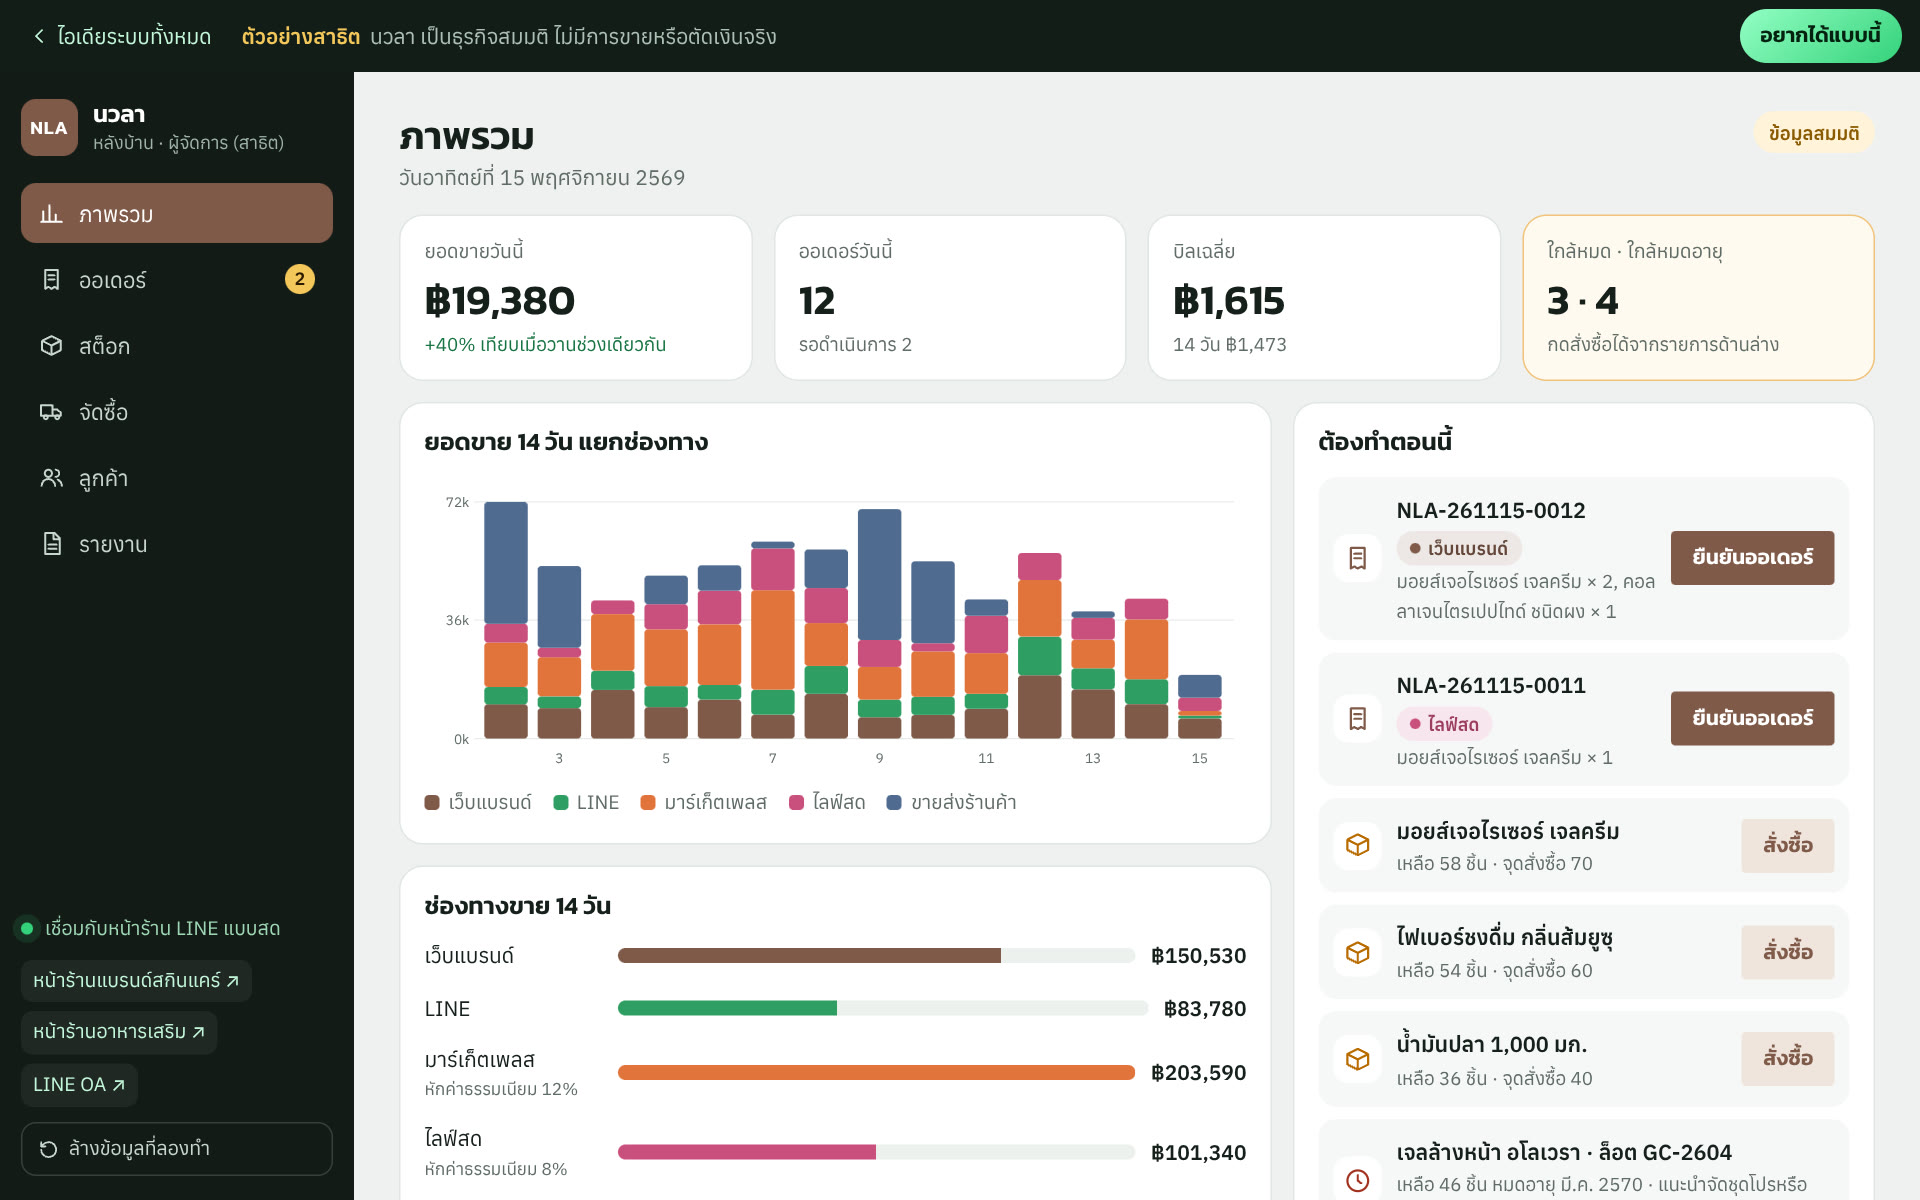 ไอเดียระบบทั้งหมด
ตัวอย่างสาธิต นวลา เป็นธุรกิจสมมติ ไม่มีการขายหรือตัดเงินจริง
อยากได้แบบนี้
NLA
นวลา
หลังบ้าน · ผู้จัดการ (สาธิต)
ภาพรวม
ออเดอร์
2
สต็อก
จัดซื้อ
ลูกค้า
รายงาน
เชื่อมกับหน้าร้าน LINE แบบสด
หน้าร้านแบรนด์สกินแคร์
หน้าร้านอาหารเสริม
LINE OA
ล้างข้อมูลที่ลองทำ
ภาพรวม
วันอาทิตย์ที่ 15 พฤศจิกายน 2569
ข้อมูลสมมติ
ยอดขายวันนี้
฿19,380
+40% เทียบเมื่อวานช่วงเดียวกัน
ออเดอร์วันนี้
12
รอดำเนินการ 2
บิลเฉลี่ย
฿1,615
14 วัน ฿1,473
ใกล้หมด · ใกล้หมดอายุ
3 · 4
กดสั่งซื้อได้จากรายการด้านล่าง
ยอดขาย 14 วัน แยกช่องทาง
72k
36k
0k
3 5 7 9 11 13 15
เว็บแบรนด์ LINE มาร์เก็ตเพลส ไลฟ์สด ขายส่งร้านค้า
ช่องทางขาย 14 วัน
เว็บแบรนด์ ฿150,530
LINE ฿83,780
มาร์เก็ตเพลส
หักค่าธรรมเนียม 12%
฿203,590
ไลฟ์สด
หักค่าธรรมเนียม 8%
฿101,340
ต้องทำตอนนี้
NLA-261115-0012
เว็บแบรนด์
มอยส์เจอไรเซอร์ เจลครีม × 2, คอล
ลาเจนไตรเปปไทด์ ชนิดผง × 1
ยืนยันออเดอร์
NLA-261115-0011
ไลฟ์สด
มอยส์เจอไรเซอร์ เจลครีม × 1
ยืนยันออเดอร์
มอยส์เจอไรเซอร์ เจลครีม
เหลือ 58 ชิ้น · จุดสั่งซื้อ 70
สั่งซื้อ
ไฟเบอร์ชงดื่ม กลิ่นส้มยูซุ
เหลือ 54 ชิ้น · จุดสั่งซื้อ 60
สั่งซื้อ
น้ำมันปลา 1,000 มก.
เหลือ 36 ชิ้น · จุดสั่งซื้อ 40
สั่งซื้อ
เจลล้างหน้า อโลเวรา · ล็อต GC-2604
เหลือ 46 ชิ้น หมดอายุ มี.ค. 2570 · แนะนำจัดชุดโปรหรือ